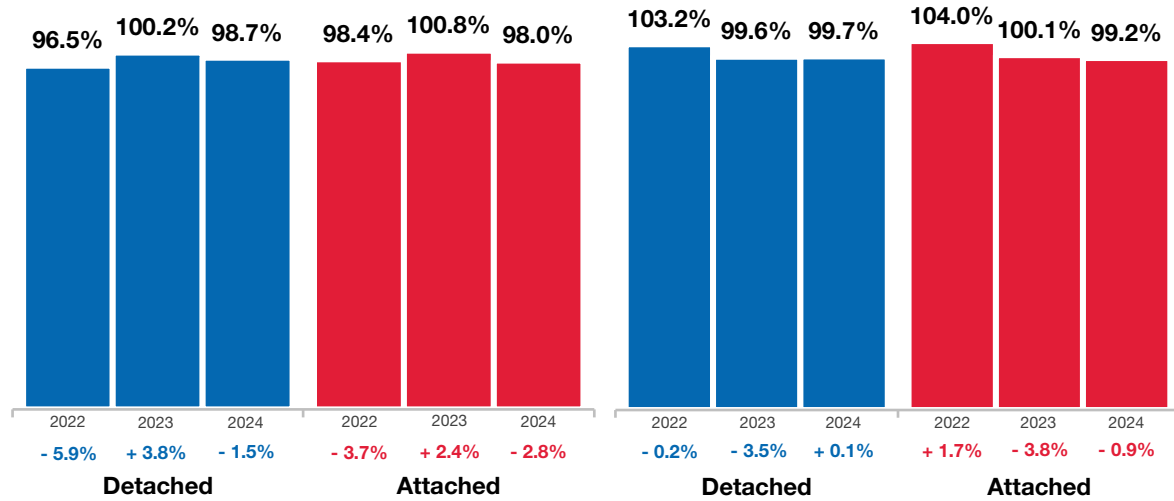 96.5% 100.2% 98.7% 98.4% 100.8% 98.0%
2022 2023 2024 2022 2023 2024
- 5.9% + 3.8% - 1.5% - 3.7% + 2.4% - 2.8%
Detached Attached
103.2% 99.6% 99.7% 104.0% 100.1% 99.2%
2022 2023 2024 2022 2023 2024
- 0.2% - 3.5% + 0.1% + 1.7% - 3.8% - 0.9%
Detached Attached